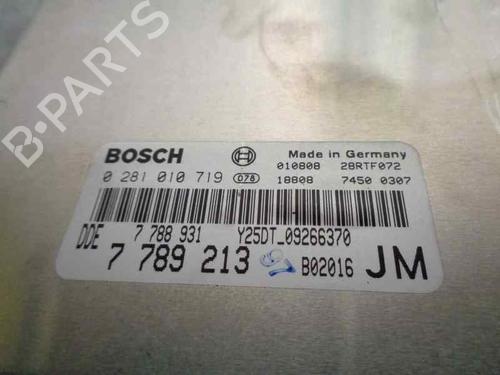 BOSCH Made in Germany
010808 28RTF072
0 281 010 719 078 18808 7450 0307
DDE 7 788 931 Y25DT_09266370
7 789 213 B02016 JM
B-PARTS